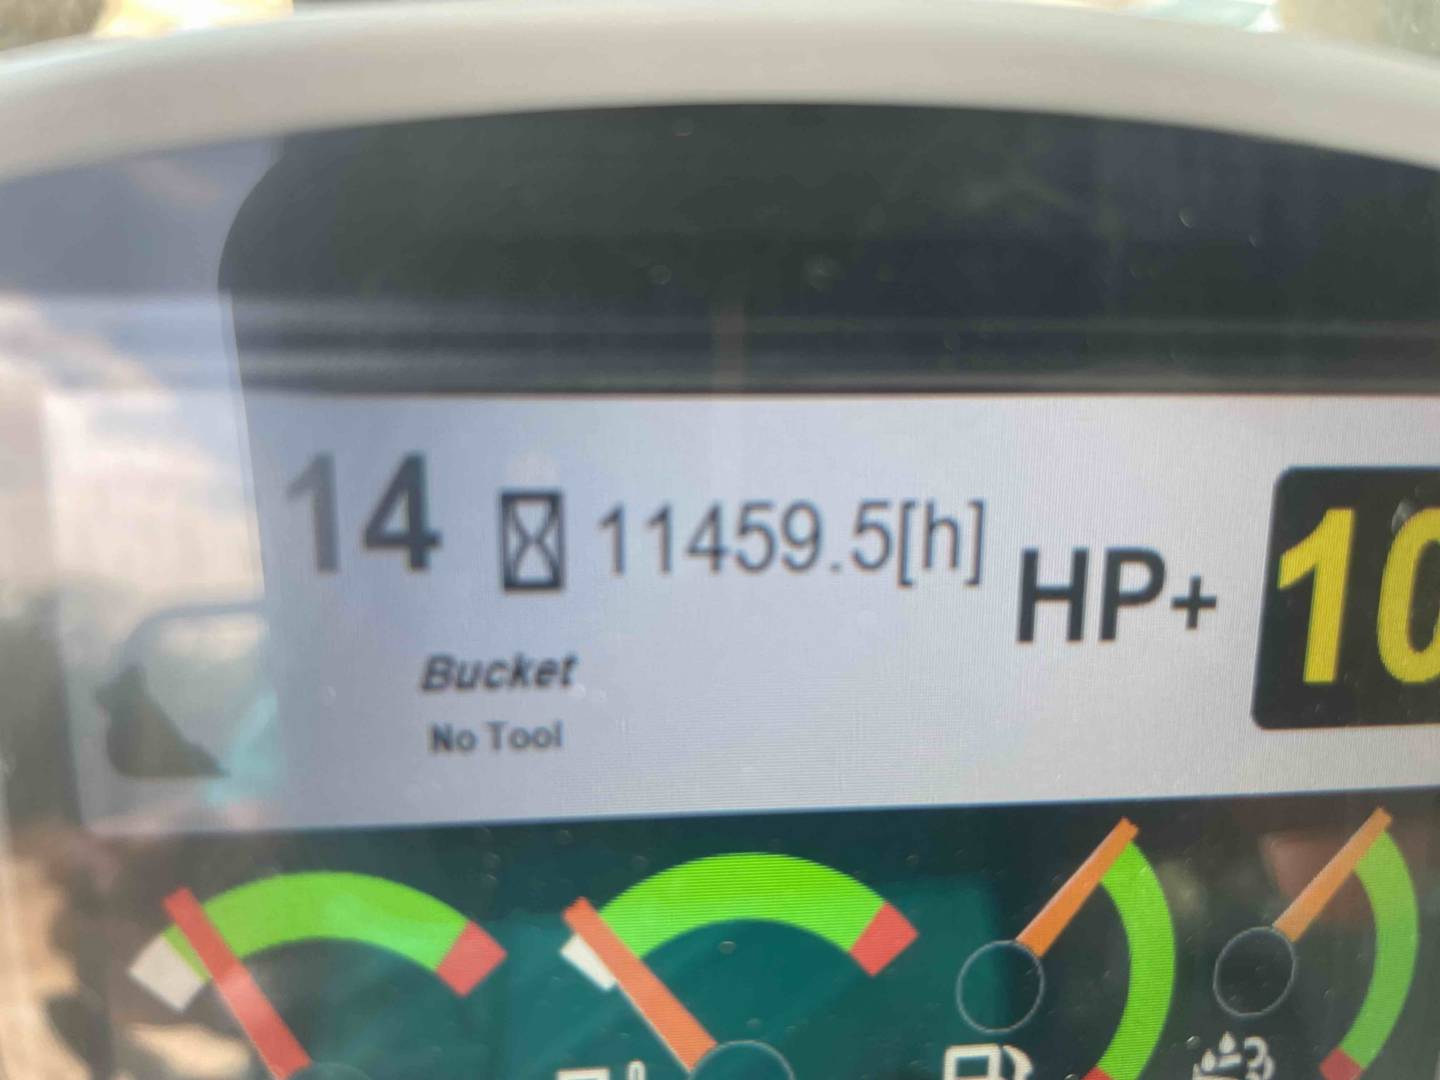 14 11459.5[h] HP+ 10
Bucket
No Tool